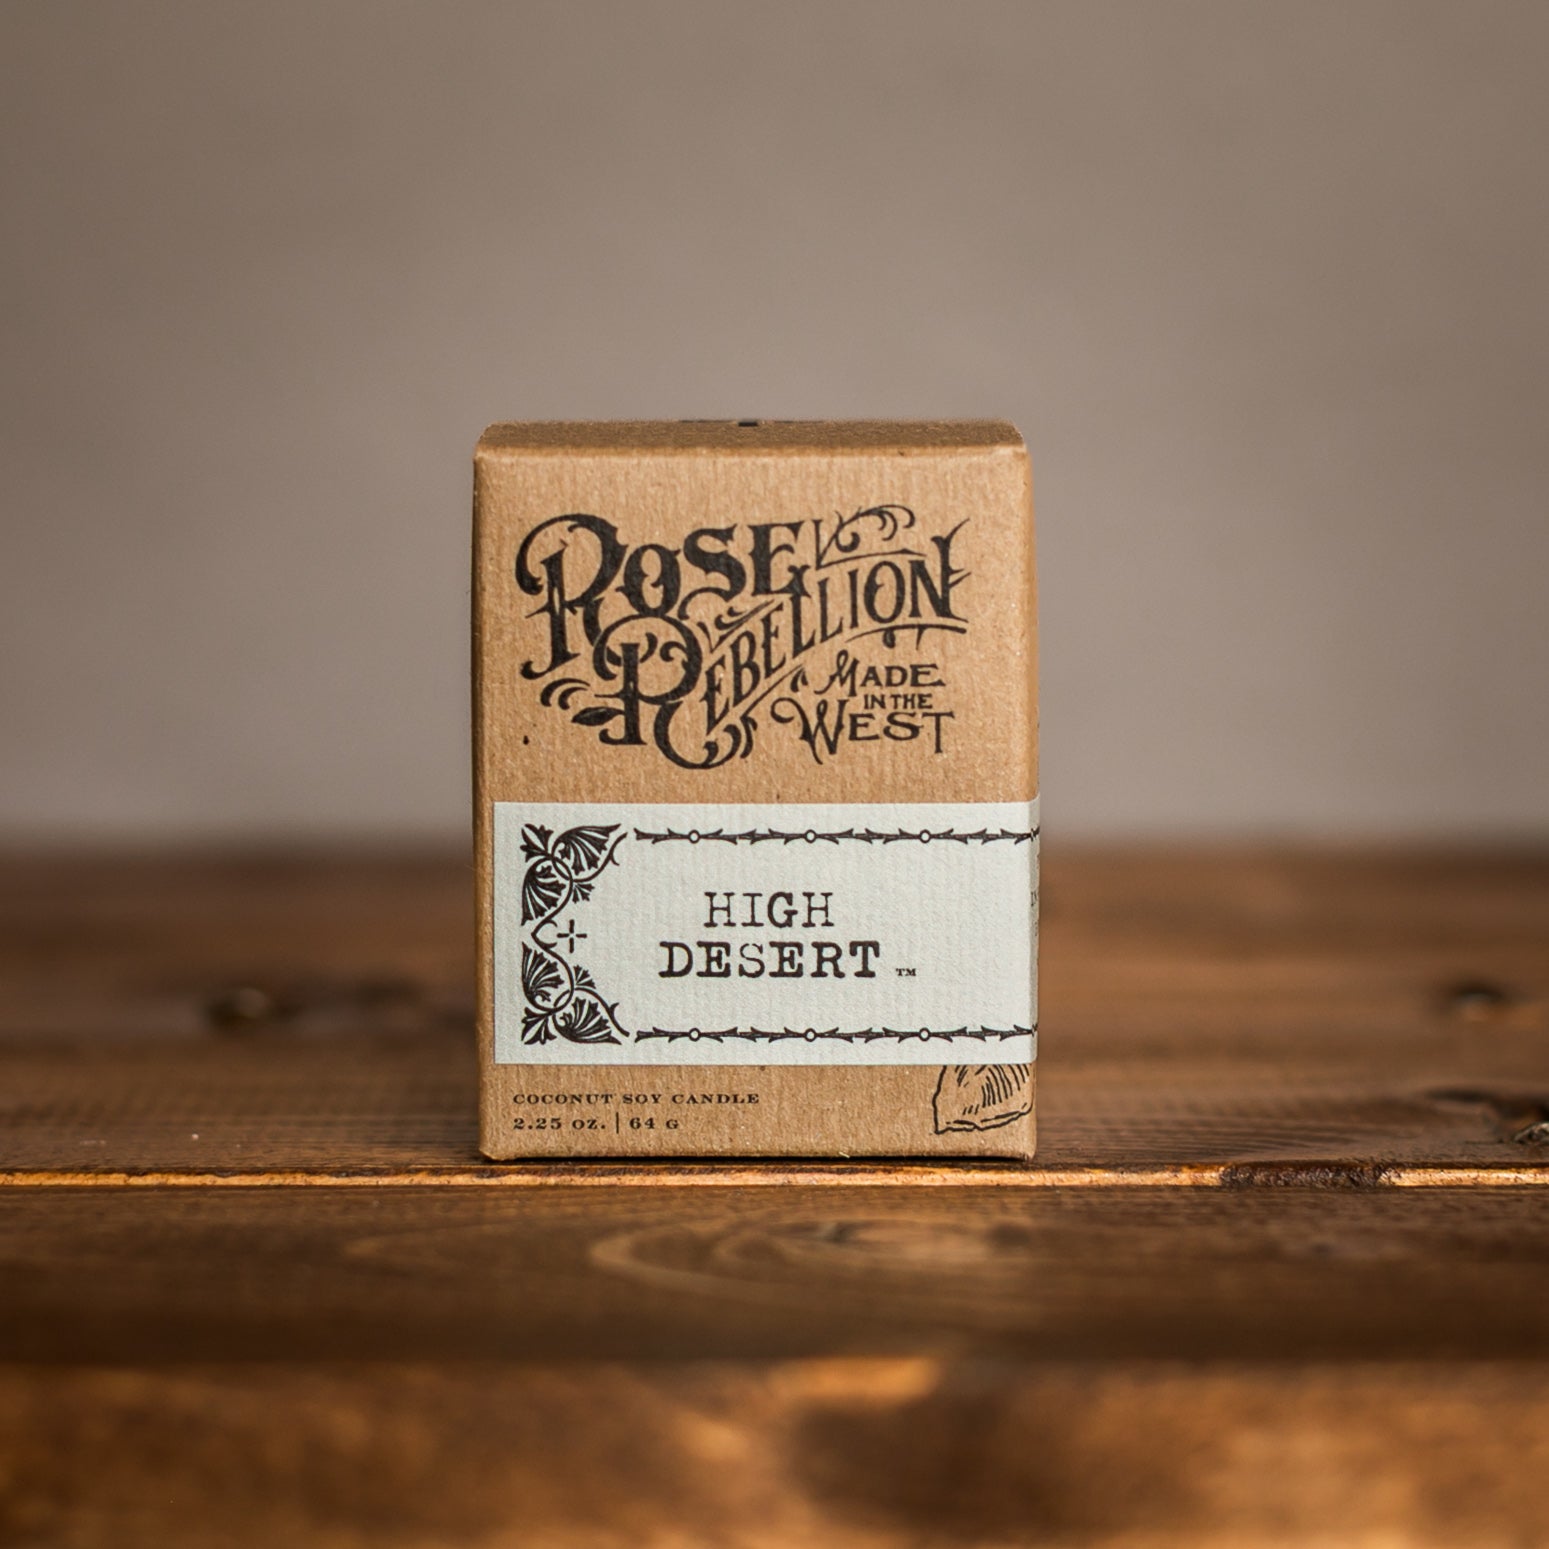 ROSE
REBELLION
MADE
IN THE
WEST
HIGH
DESERT ™
COCONUT SOY CANDLE
2.25 OZ. | 64 G